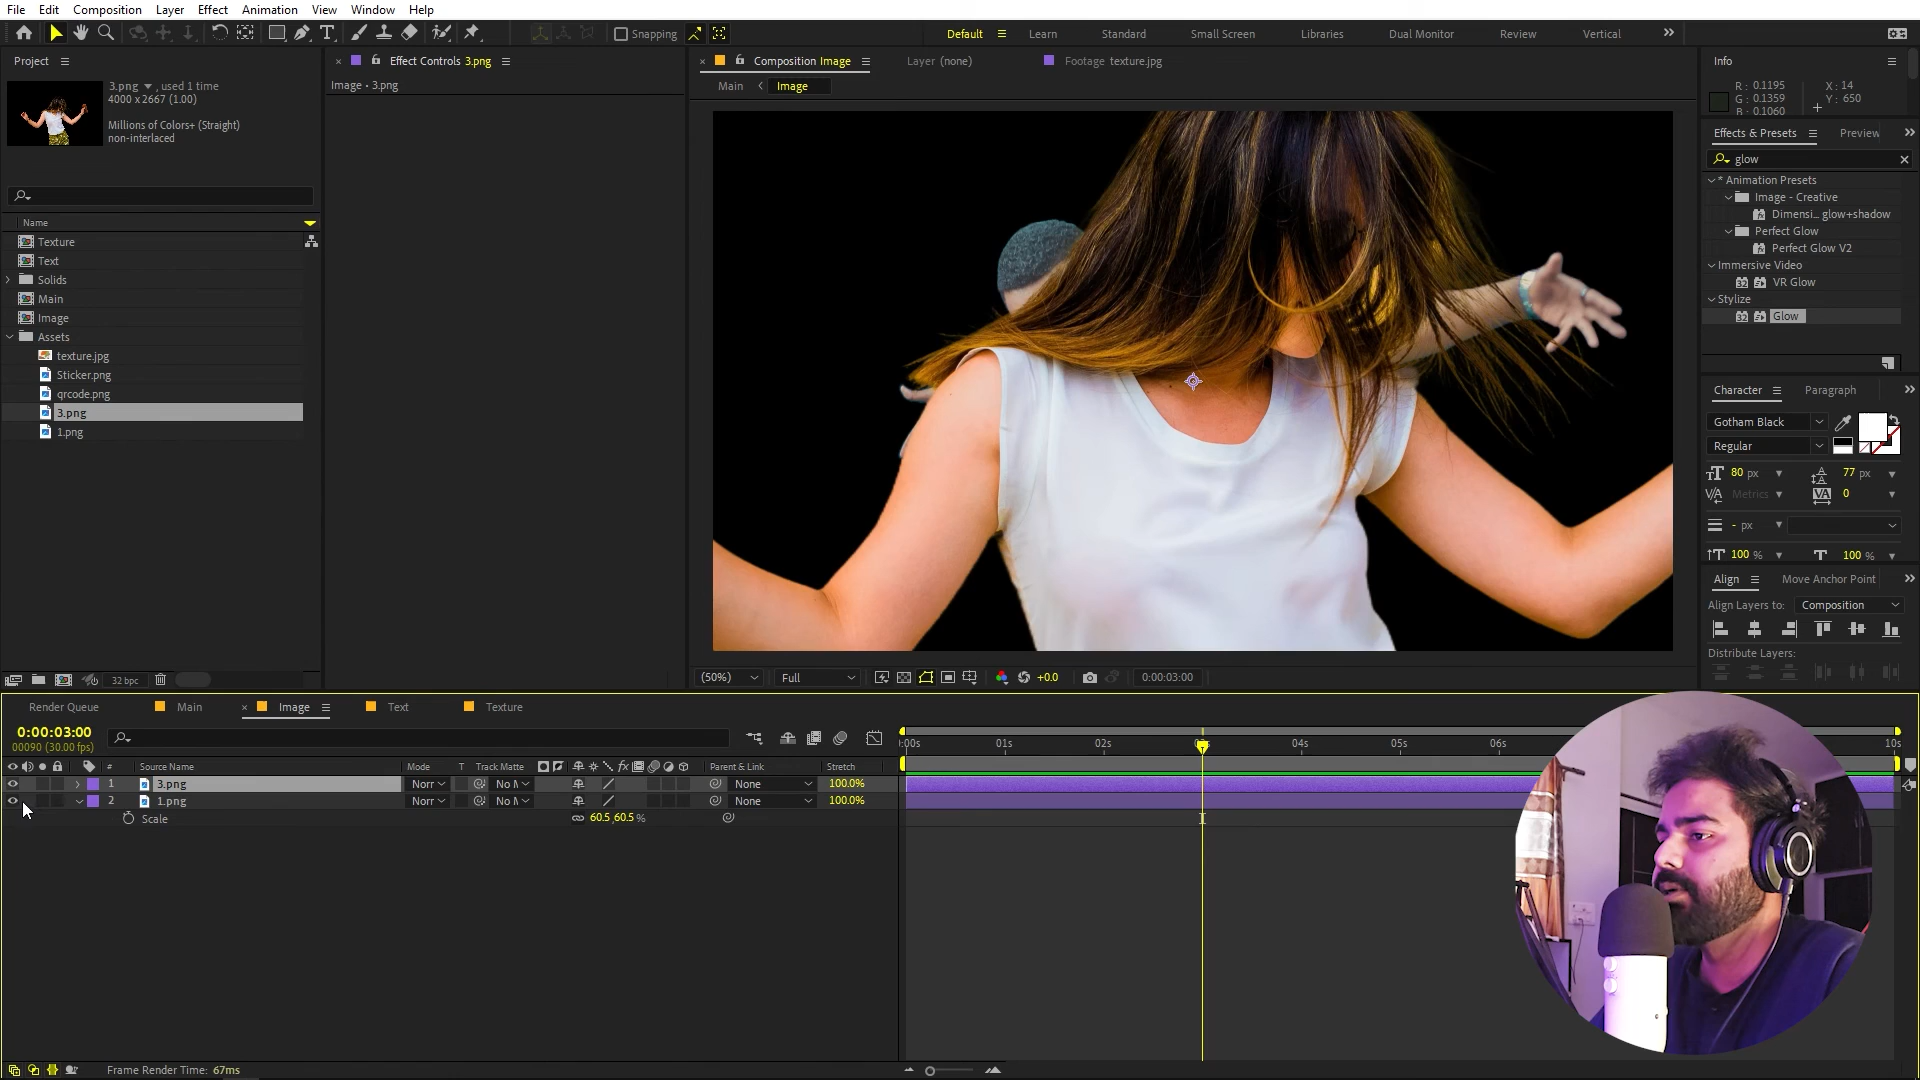 File Edit Composition Layer Effect Animation View Window Help
Snapping
Default Learn Standard Small Screen Libraries Dual Monitor Review Vertical
Project
3.png , used 1 time
4000 x 2667 (1.00)
Millions of Colors+ (Straight)
non-interlaced
Name
Texture
Text
Solids
Main
Image
Assets
texture.jpg
Sticker.png
qrcode.png
3.png
1.png
32 bpc
Effect Controls 3.png
Image • 3.png
Composition Image
Layer (none)
Footage texture.jpg
Main
Image
(50%)
Full
+0.0
0:00:03:00
Info
R : 0.1195
G : 0.1359
B : 0.1060
X : 14
Y : 650
Effects & Presets
Preview
glow
* Animation Presets
Image - Creative
Dimensi... glow+shadow
Perfect Glow
Perfect Glow V2
Immersive Video
VR Glow
Stylize
Glow
Character
Paragraph
Gotham Black
Regular
80 px
77 px
Metrics
0
- px
100 %
100 %
Align
Move Anchor Point
Align Layers to: Composition
Distribute Layers:
Render Queue
Main
Image
Text
Texture
0:00:03:00
00090 (30.00 fps)
# Source Name Mode T Track Matte Parent & Link Stretch
1 3.png None 100.0%
2 1.png None 100.0%
Scale 60.5,60.5 %
01s 02s 04s 05s 06s 10s
Frame Render Time: 67ms